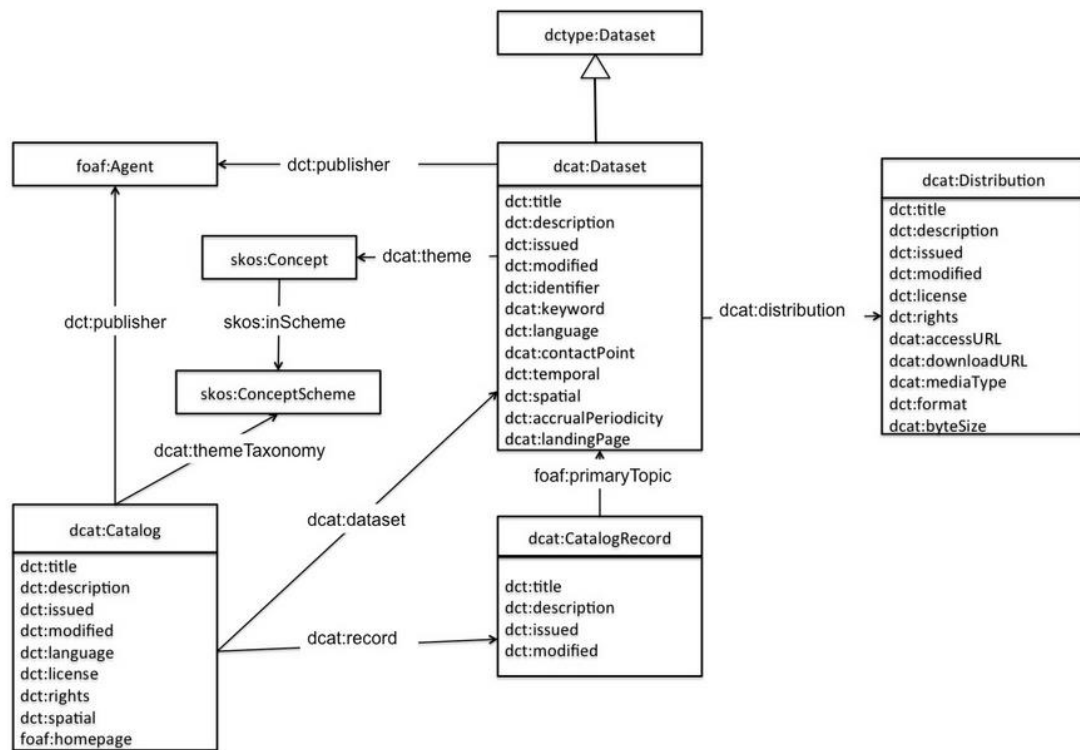 dctype:Dataset
foaf:Agent
dct:publisher
dcat:Dataset
dct:title
dct:description
dct:issued
dct:modified
dct:identifier
dcat:keyword
dct:language
dcat:contactPoint
dct:temporal
dct:spatial
dct:accrualPeriodicity
dcat:landingPage
dcat:Distribution
dct:title
dct:description
dct:issued
dct:modified
dct:license
dct:rights
dcat:accessURL
dcat:downloadURL
dcat:mediaType
dct:format
dcat:byteSize
skos:Concept
dcat:theme
dct:publisher
skos:inScheme
dcat:distribution
skos:ConceptScheme
dcat:themeTaxonomy
foaf:primaryTopic
dcat:Catalog
dct:title
dct:description
dct:issued
dct:modified
dct:language
dct:license
dct:rights
dct:spatial
foaf:homepage
dcat:dataset
dcat:record
dcat:CatalogRecord
dct:title
dct:description
dct:issued
dct:modified